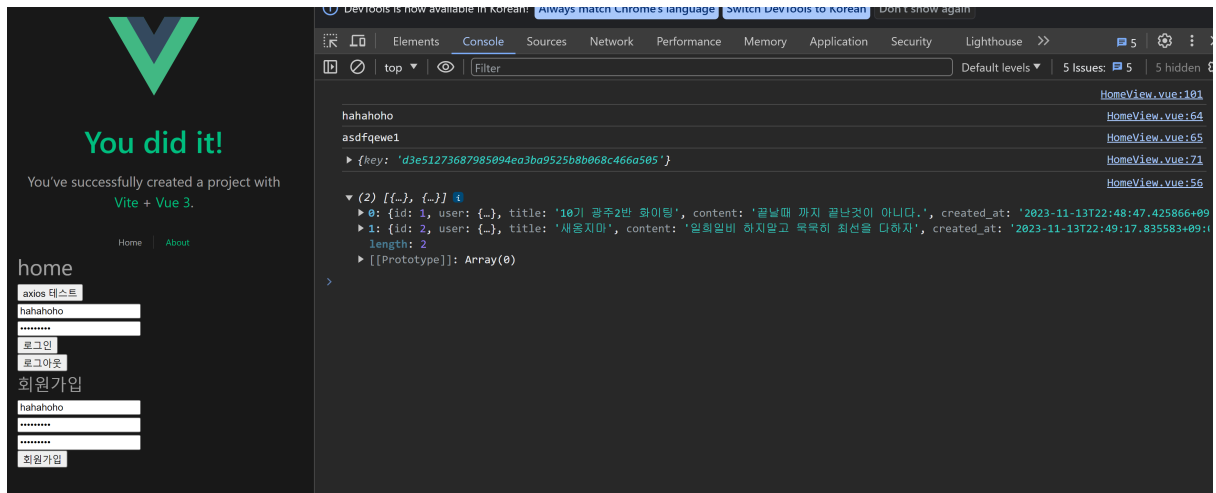 You did it!
You've successfully created a project with
Vite + Vue 3.
Home
About
home
axios 테스트
hahahoho
•••••••••
로그인
로그아웃
회원가입
hahahoho
•••••••••
•••••••••
회원가입
DevTools is now available in Korean!
Always match Chrome's language
Switch DevTools to Korean
Don't show again
Elements Console Sources Network Performance Memory Application Security Lighthouse 5
top ▼ Filter Default levels ▼ 5 Issues: 5 5 hidden
HomeView.vue:101
hahahoho HomeView.vue:64
asdfqewe1 HomeView.vue:65
▶ {key: 'd3e51273687985094ea3ba9525b8b068c466a505'} HomeView.vue:71
HomeView.vue:56
▼ (2) [{…}, {…}] i
▶ 0: {id: 1, user: {…}, title: '10기 광주2반 화이팅', content: '끝날때 까지 끝난것이 아니다.', created_at: '2023-11-13T22:48:47.425866+09
▶ 1: {id: 2, user: {…}, title: '새옹지마', content: '일희일비 하지말고 묵묵히 최선을 다하자', created_at: '2023-11-13T22:49:17.835583+09:
length: 2
▶ [[Prototype]]: Array(0)